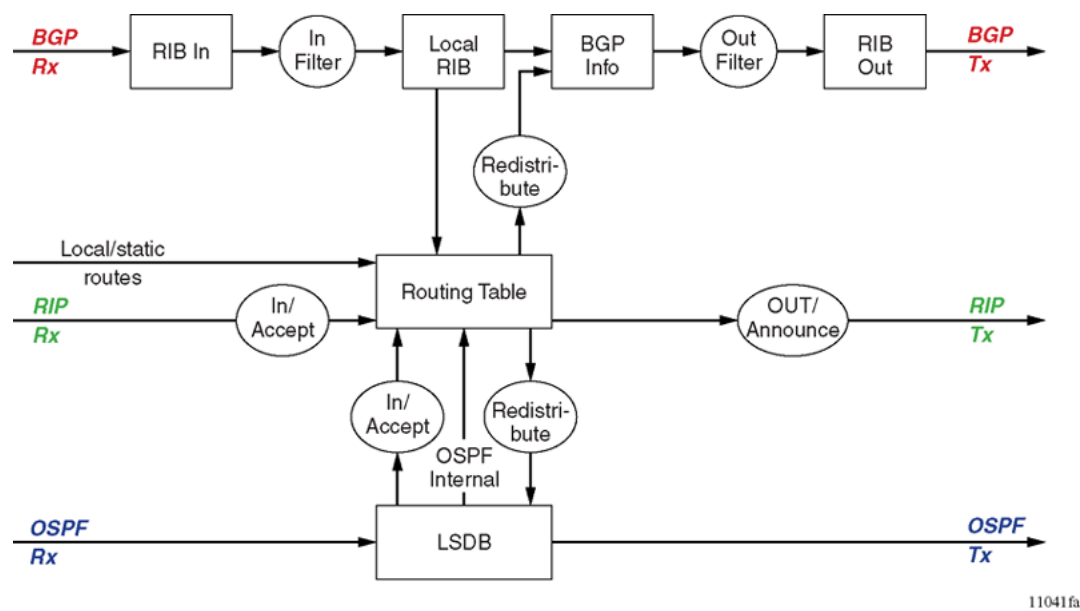 BGP
Rx
RIB In
In
Filter
Local
RIB
BGP
Info
Out
Filter
RIB
Out
BGP
Tx
Redistri-
bute
Local/static
routes
Routing Table
RIP
Rx
In/
Accept
OUT/
Announce
RIP
Tx
In/
Accept
Redistri-
bute
OSPF
Internal
OSPF
Rx
LSDB
OSPF
Tx
11041fa